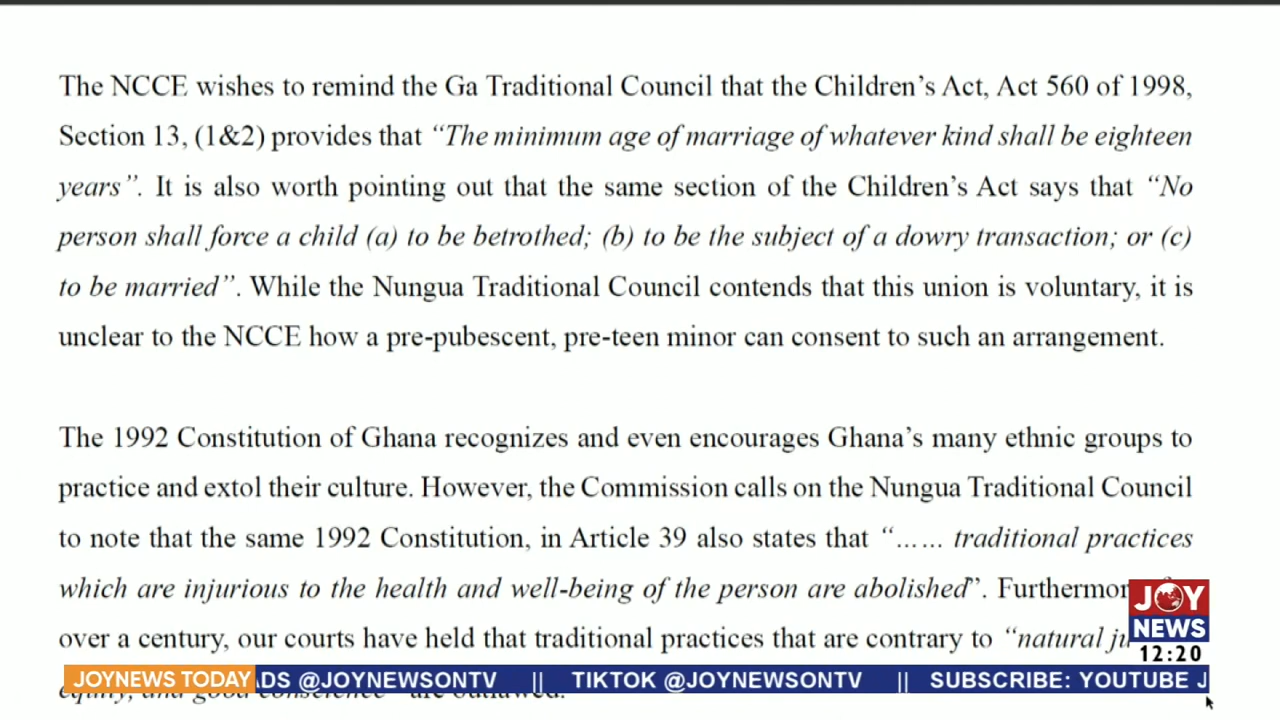 The NCCE wishes to remind the Ga Traditional Council that the Children's Act, Act 560 of 1998,
Section 13, (1&2) provides that “The minimum age of marriage of whatever kind shall be eighteen
years”. It is also worth pointing out that the same section of the Children's Act says that “No
person shall force a child (a) to be betrothed; (b) to be the subject of a dowry transaction; or (c)
to be married”. While the Nungua Traditional Council contends that this union is voluntary, it is
unclear to the NCCE how a pre-pubescent, pre-teen minor can consent to such an arrangement.
The 1992 Constitution of Ghana recognizes and even encourages Ghana's many ethnic groups to
practice and extol their culture. However, the Commission calls on the Nungua Traditional Council
to note that the same 1992 Constitution, in Article 39 also states that “…… traditional practices
which are injurious to the health and well-being of the person are abolished”. Furthermor
over a century, our courts have held that traditional practices that are contrary to “natural ju
equity, and good conscience” are outlawed.
JOY
NEWS
12:20
JOYNEWS TODAY
DS @JOYNEWSONTV || TIKTOK @JOYNEWSONTV || SUBSCRIBE: YOUTUBE J